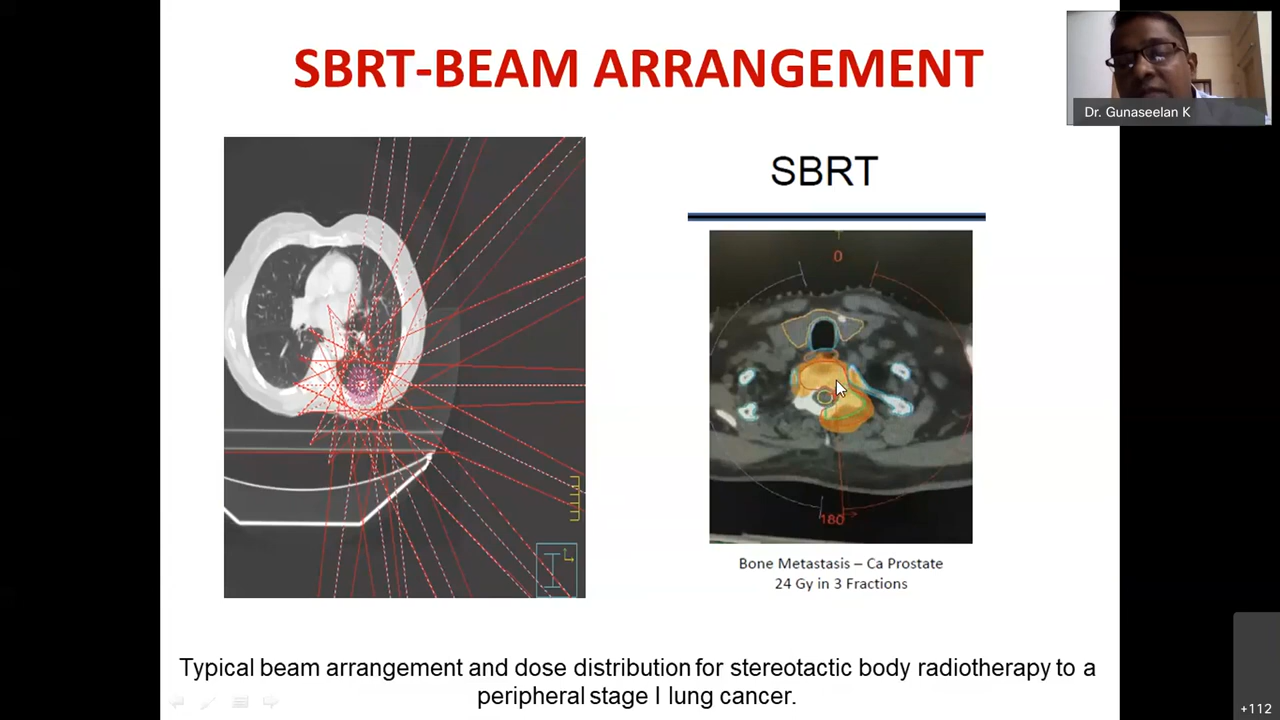 SBRT-BEAM ARRANGEMENT
Dr. Gunaseelan K
SBRT
0
180
Bone Metastasis – Ca Prostate
24 Gy in 3 Fractions
Typical beam arrangement and dose distribution for stereotactic body radiotherapy to a
peripheral stage I lung cancer.
+112